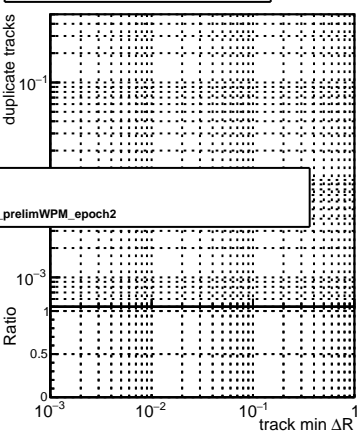 duplicate tracks
10⁻¹
_prelimWPM_epoch2
10⁻³
Ratio
1
0.5
0
10⁻³ 10⁻² 10⁻¹ 1
track min ΔR